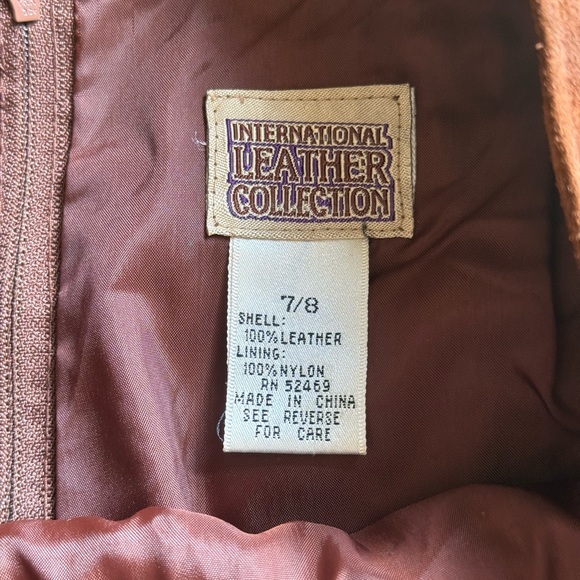 INTERNATIONAL
LEATHER
COLLECTION
7/8
SHELL:
100%LEATHER
LINING:
100%NYLON
RN 52469
MADE IN CHINA
SEE REVERSE
FOR CARE